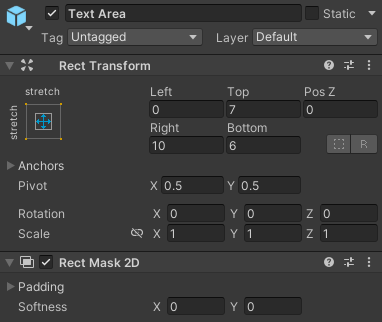 Text Area Static
Tag Untagged Layer Default
Rect Transform
stretch Left Top Pos Z
stretch 0 7 0
Right Bottom
10 6 R
Anchors
Pivot X 0.5 Y 0.5
Rotation X 0 Y 0 Z 0
Scale X 1 Y 1 Z 1
Rect Mask 2D
Padding
Softness X 0 Y 0